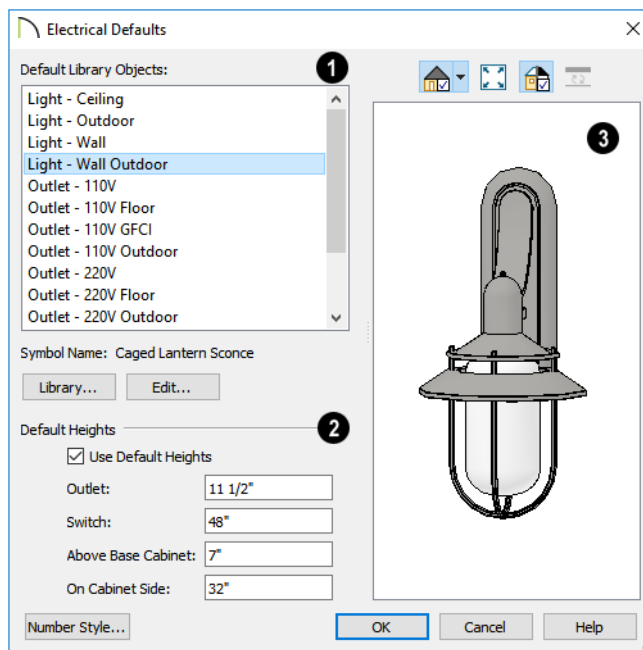 Electrical Defaults
Default Library Objects:
1
Light - Ceiling
Light - Outdoor
Light - Wall
Light - Wall Outdoor
Outlet - 110V
Outlet - 110V Floor
Outlet - 110V GFCI
Outlet - 110V Outdoor
Outlet - 220V
Outlet - 220V Floor
Outlet - 220V Outdoor
Symbol Name: Caged Lantern Sconce
Library... Edit...
Default Heights
2
Use Default Heights
Outlet: 11 1/2"
Switch: 48"
Above Base Cabinet: 7"
On Cabinet Side: 32"
3
Number Style... OK Cancel Help